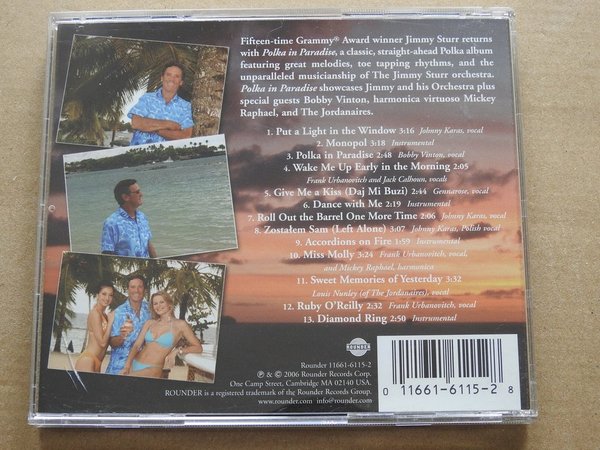 Fifteen-time Grammy® Award winner Jimmy Sturr returns
with Polka in Paradise, a classic, straight-ahead Polka album
featuring great melodies, toe tapping rhythms, and the
unparalleled musicianship of The Jimmy Sturr orchestra.
Polka in Paradise showcases Jimmy and his Orchestra plus
special guests Bobby Vinton, harmonica virtuoso Mickey
Raphael, and The Jordanaires.
1. Put a Light in the Window 3:16 Johnny Karas, vocal
2. Monopol 3:18 Instrumental
3. Polka in Paradise 2:48 Bobby Vinton, vocal
4. Wake Me Up Early in the Morning 2:05
Frank Urbanovitch and Jack Calhoun, vocals
5. Give Me a Kiss (Daj Mi Buzi) 2:44 Gennarose, vocal
6. Dance with Me 2:19 Instrumental
7. Roll Out the Barrel One More Time 2:06 Johnny Karas, vocal
8. Zostałem Sam (Left Alone) 3:07 Johnny Karas, Polish vocal
9. Accordions on Fire 1:59 Instrumental
10. Miss Molly 3:24 Frank Urbanovitch, vocal,
and Mickey Raphael, harmonica
11. Sweet Memories of Yesterday 3:32
Louis Nunley (of The Jordanaires), vocal
12. Ruby O'Reilly 2:32 Frank Urbanovitch, vocal
13. Diamond Ring 2:50 Instrumental
Rounder 11661-6115-2
℗ & © 2006 Rounder Records Corp.
One Camp Street, Cambridge MA 02140 USA.
ROUNDER is a registered trademark of the Rounder Records Group.
www.rounder.com info@rounder.com
ROUNDER
0 11661-6115-2 8